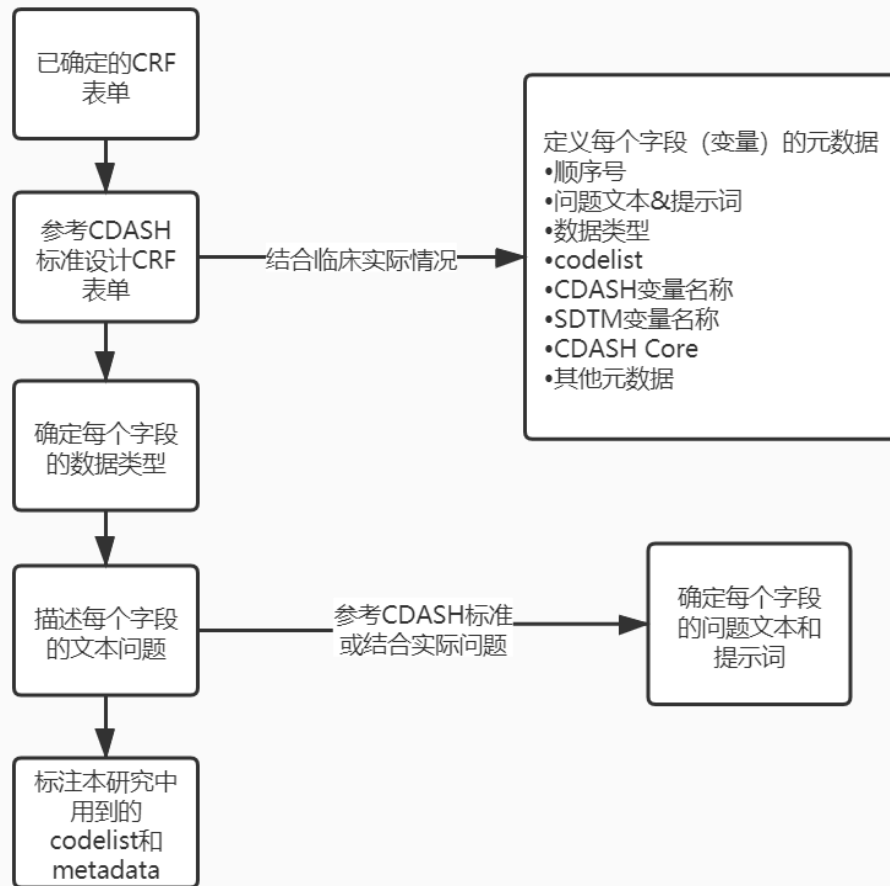 已确定的CRF
表单
参考CDASH
标准设计CRF
表单
结合临床实际情况
定义每个字段（变量）的元数据
•顺序号
•问题文本&提示词
•数据类型
•codelist
•CDASH变量名称
•SDTM变量名称
•CDASH Core
•其他元数据
确定每个字段
的数据类型
描述每个字段
的文本问题
参考CDASH标准
或结合实际问题
确定每个字段
的问题文本和
提示词
标注本研究中
用到的
codelist和
metadata